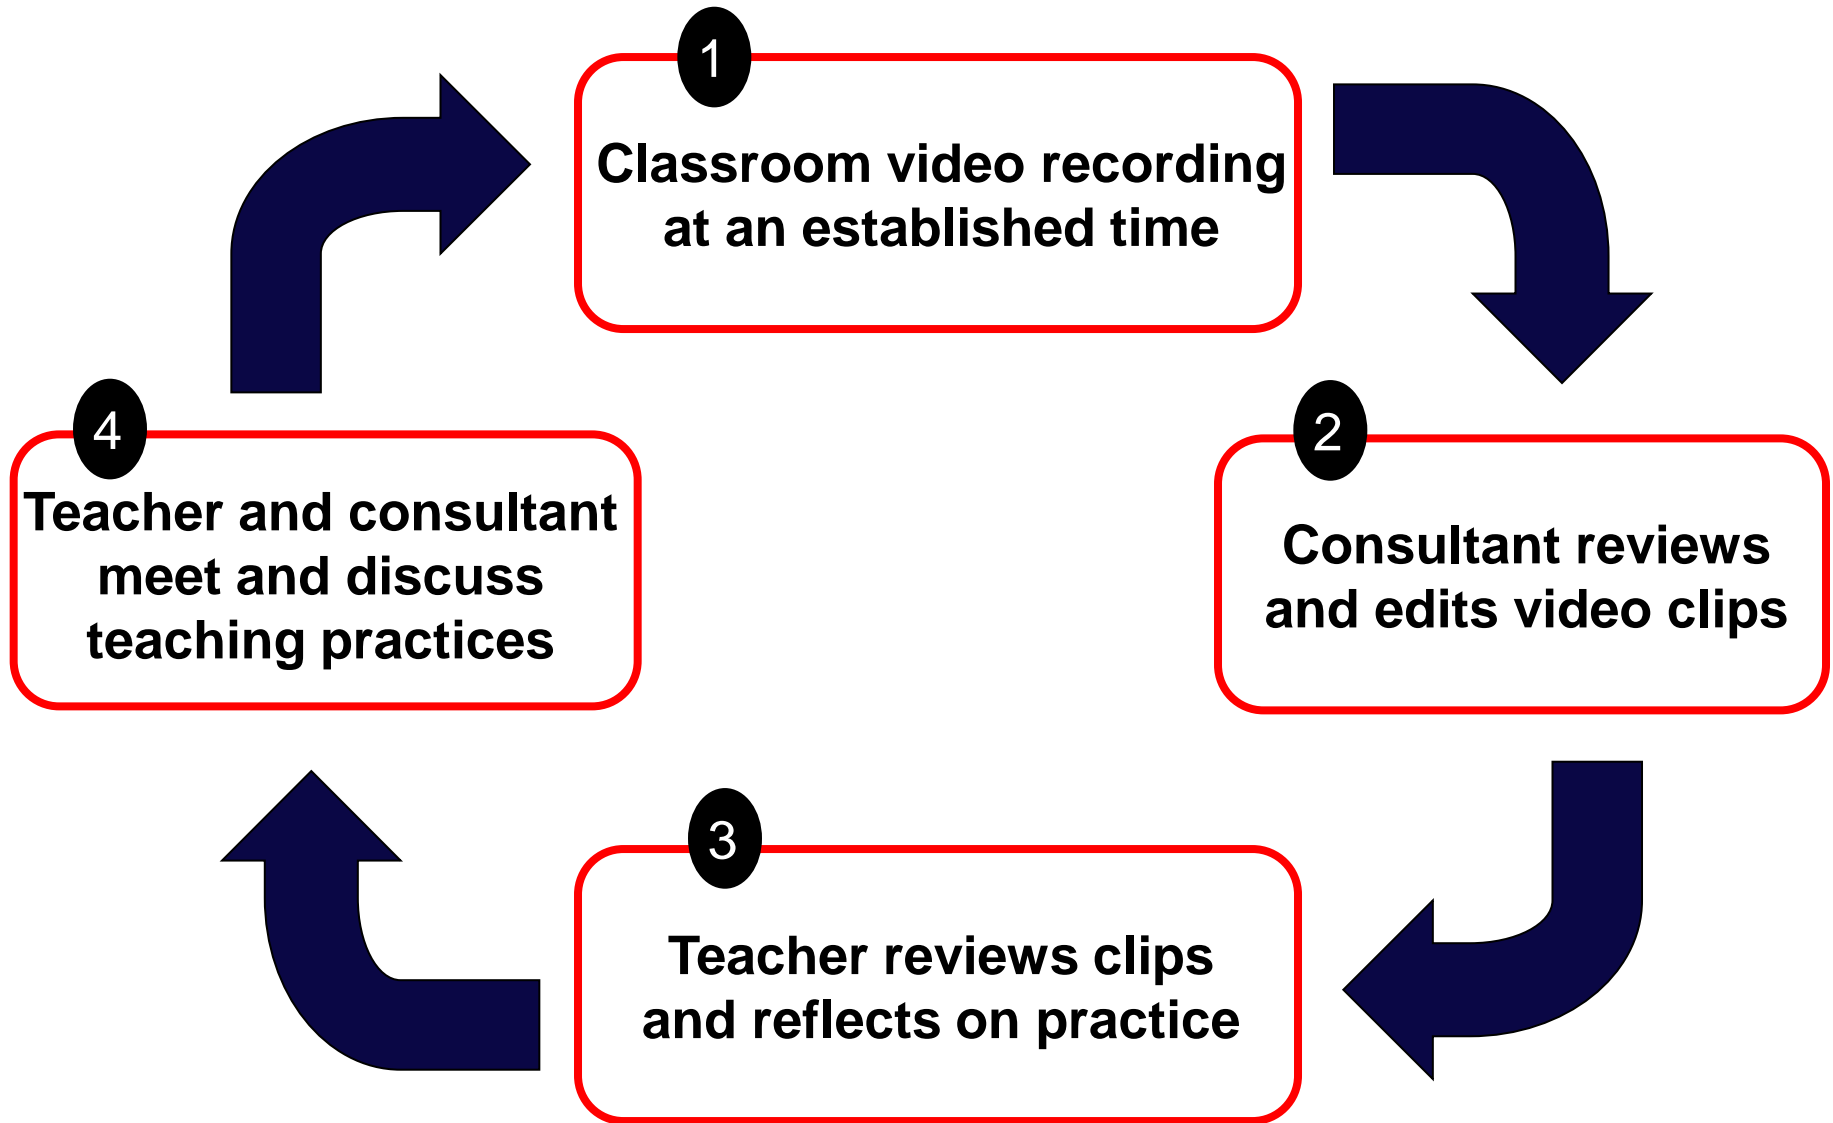 1
Classroom video recording
at an established time
2
Consultant reviews
and edits video clips
3
Teacher reviews clips
and reflects on practice
4
Teacher and consultant
meet and discuss
teaching practices